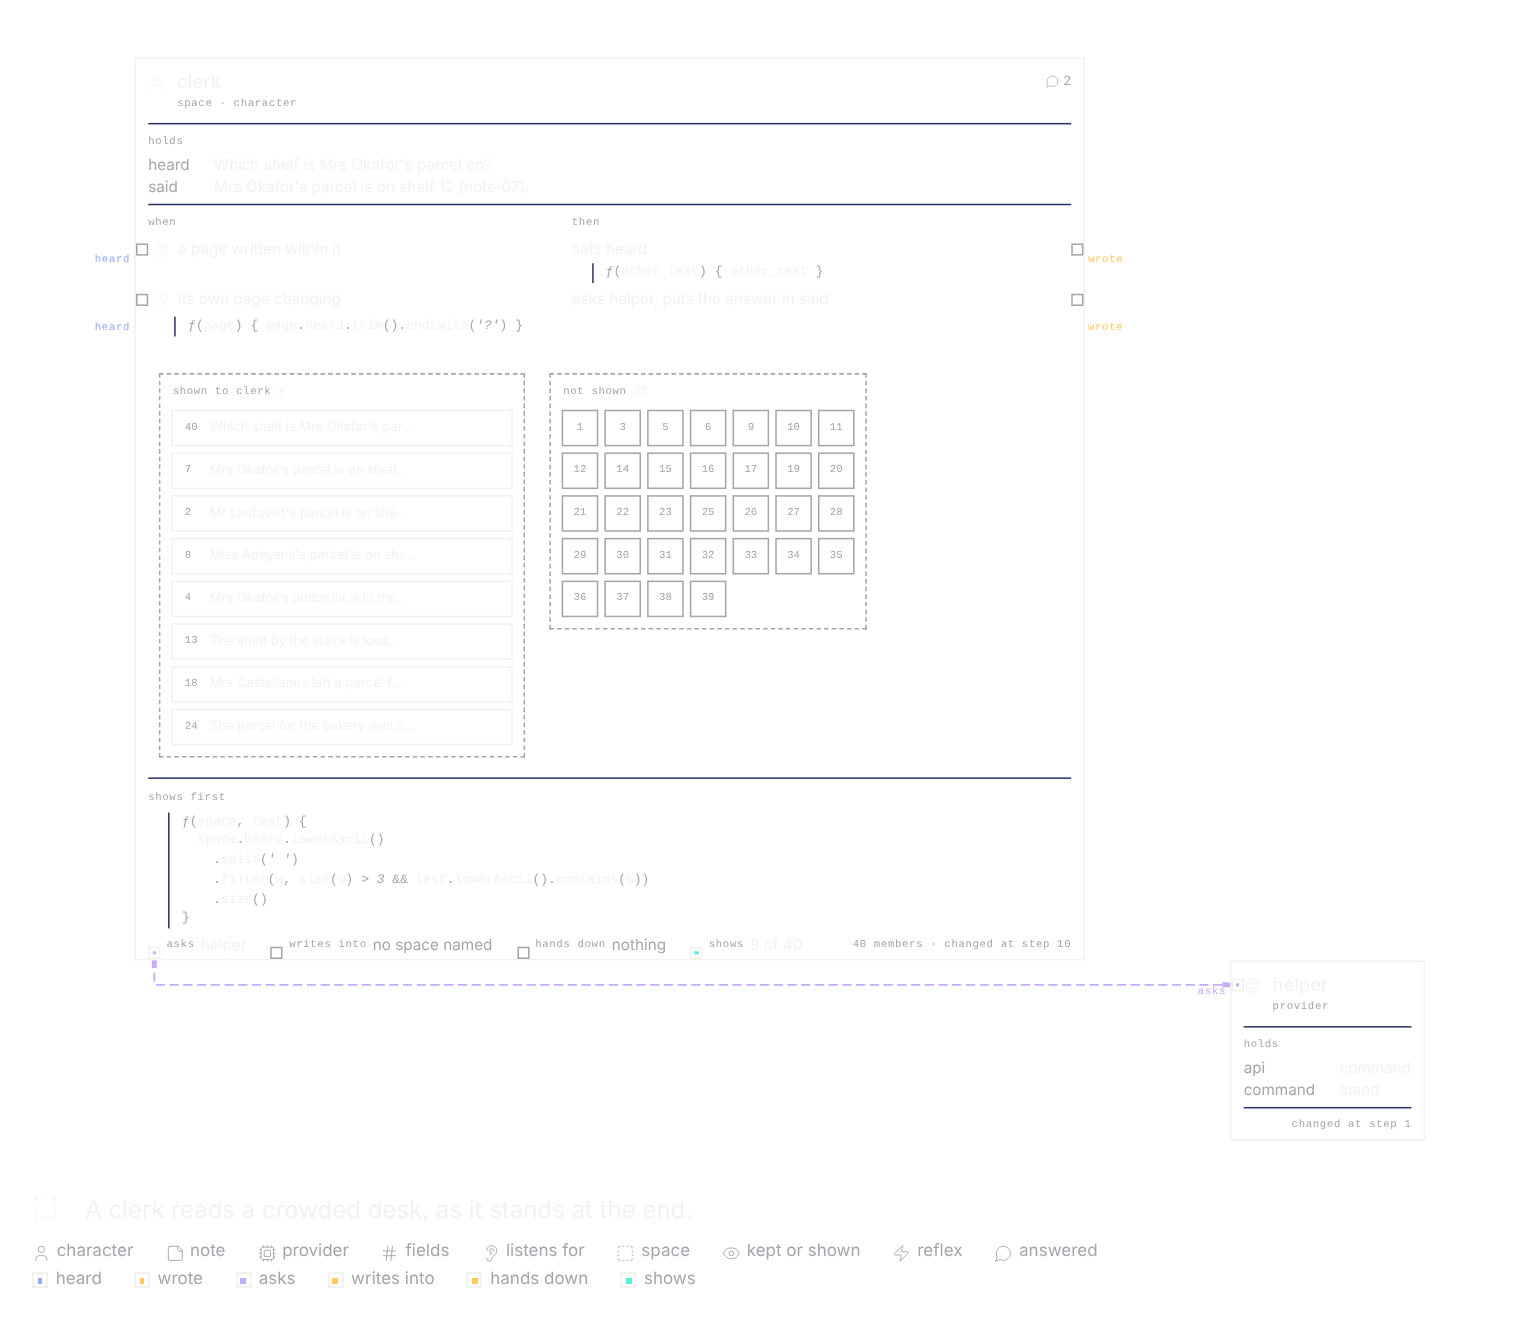 clerk 2
space · character
holds
heard Which shelf is Mrs Okafor's parcel on?
said Mrs Okafor's parcel is on shelf 12 (note-07).
when then
a page written within it sets heard
heard wrote
ƒ(other_text) { other_text }
its own page changing asks helper, puts the answer in said
heard ƒ(page) { page.heard.trim().endsWith('?') } wrote
shown to clerk 8 not shown 32
40 Which shelf is Mrs Okafor's par... 1 3 5 6 9 10 11
7 Mrs Okafor's parcel is on shelf... 12 14 15 16 17 19 20
2 Mr Lindqvist's parcel is on she... 21 22 23 25 26 27 28
8 Miss Adeyemi's parcel is on she... 29 30 31 32 33 34 35
4 Mrs Okafor's umbrella is in the... 36 37 38 39
13 The shelf by the stairs is loos...
18 Mrs Castellanos left a parcel f...
24 The parcel for the bakery was c...
shows first
ƒ(space, text) {
space.heard.lowerAscii()
.split(' ')
.filter(w, size(w) > 3 && text.lowerAscii().contains(w))
.size()
}
asks helper writes into no space named hands down nothing shows 8 of 40 40 members · changed at step 10
asks helper
provider
holds
api command
command stand
changed at step 1
A clerk reads a crowded desk, as it stands at the end.
character note provider fields listens for space kept or shown reflex answered
heard wrote asks writes into hands down shows